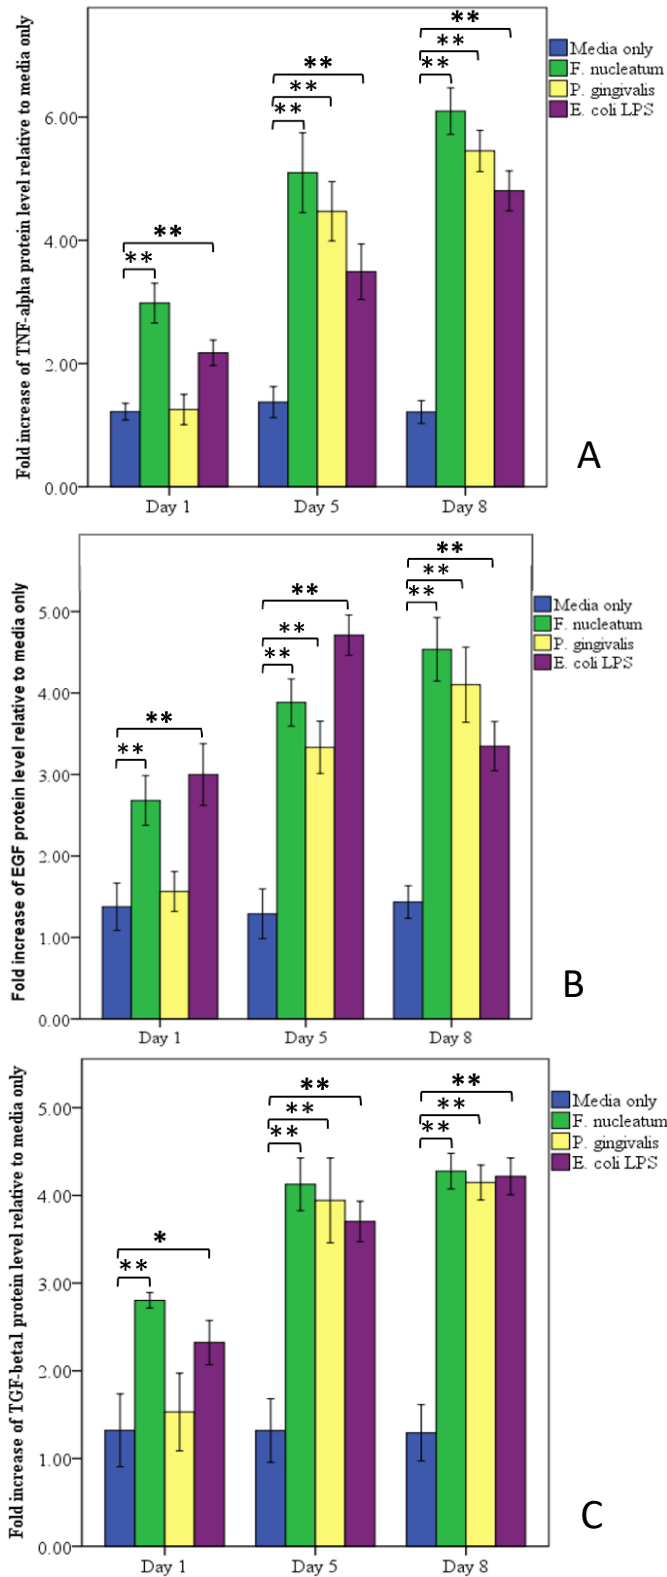 Fold increase of TNF-alpha protein level relative to media only
** ** **
** **
** **
** **
**
Media only
F. nucleatum
P. gingivalis
E. coli LPS
6.00
4.00
2.00
0.00
Day 1 Day 5 Day 8
A
Fold increase of EGF protein level relative to media only
**
**
** **
**
**
**
**
Media only
F. nucleatum
P. gingivalis
E. coli LPS
5.00
4.00
3.00
2.00
1.00
0.00
Day 1 Day 5 Day 8
B
Fold increase of TGF-beta1 protein level relative to media only
** **
** **
** **
*
**
Media only
F. nucleatum
P. gingivalis
E. coli LPS
5.00
4.00
3.00
2.00
1.00
0.00
Day 1 Day 5 Day 8
C